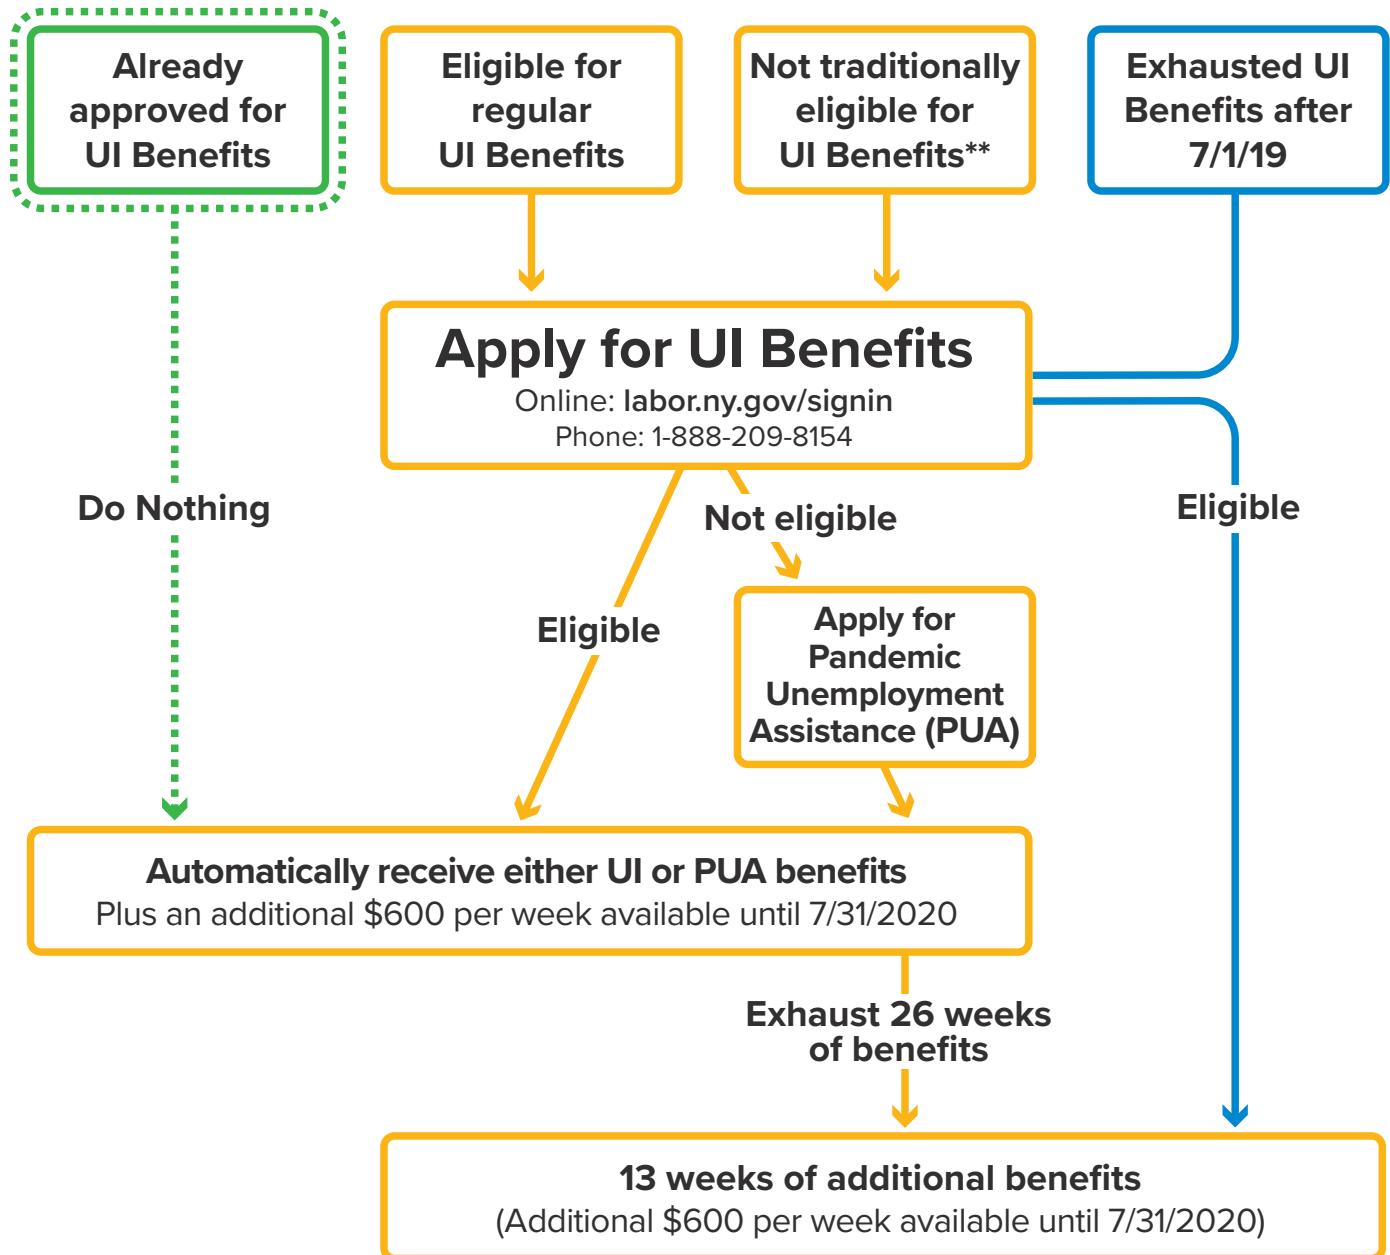 Already
approved for
UI Benefits
Eligible for
regular
UI Benefits
Not traditionally
eligible for
UI Benefits**
Exhausted UI
Benefits after
7/1/19
Apply for UI Benefits
Online: labor.ny.gov/signin
Phone: 1-888-209-8154
Do Nothing
Not eligible
Eligible
Eligible
Apply for
Pandemic
Unemployment
Assistance (PUA)
Automatically receive either UI or PUA benefits
Plus an additional $600 per week available until 7/31/2020
Exhaust 26 weeks
of benefits
13 weeks of additional benefits
(Additional $600 per week available until 7/31/2020)